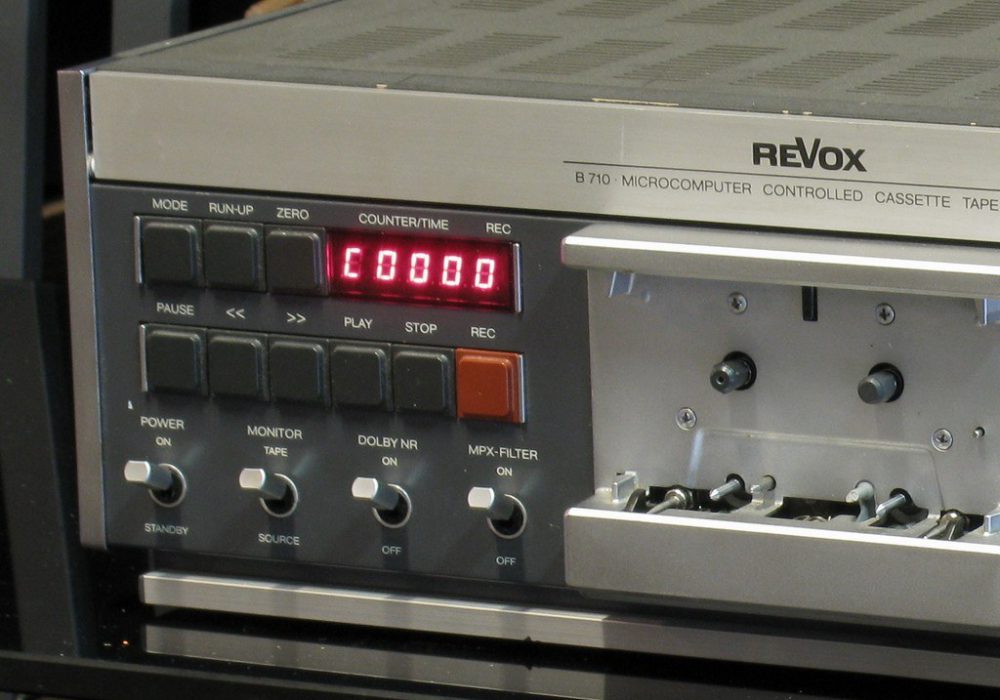 REVOX
B 710 · MICROCOMPUTER CONTROLLED CASSETTE TAPE
MODE RUN-UP ZERO COUNTER/TIME REC
C0000
PAUSE << >> PLAY STOP REC
POWER MONITOR DOLBY NR MPX-FILTER
ON TAPE ON ON
STANDBY SOURCE OFF OFF